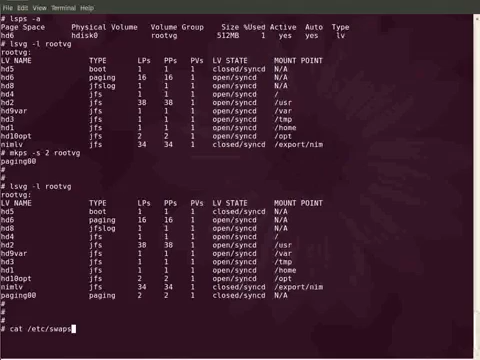 File Edit View Terminal Help
# lsps -a
Page Space Physical Volume Volume Group Size %Used Active Auto Type
hd6 hdisk0 rootvg 512MB 1 yes yes lv
# lsvg -l rootvg
rootvg:
LV NAME TYPE LPs PPs PVs LV STATE MOUNT POINT
hd5 boot 1 1 1 closed/syncd N/A
hd6 paging 16 16 1 open/syncd N/A
hd8 jfslog 1 1 1 open/syncd N/A
hd4 jfs 1 1 1 open/syncd /
hd2 jfs 38 38 1 open/syncd /usr
hd9var jfs 1 1 1 open/syncd /var
hd3 jfs 1 1 1 open/syncd /tmp
hd1 jfs 1 1 1 open/syncd /home
hd10opt jfs 2 2 1 open/syncd /opt
nimlv jfs 34 34 1 closed/syncd /export/nim
# mkps -s 2 rootvg
paging00
#
#
# lsvg -l rootvg
rootvg:
LV NAME TYPE LPs PPs PVs LV STATE MOUNT POINT
hd5 boot 1 1 1 closed/syncd N/A
hd6 paging 16 16 1 open/syncd N/A
hd8 jfslog 1 1 1 open/syncd N/A
hd4 jfs 1 1 1 open/syncd /
hd2 jfs 38 38 1 open/syncd /usr
hd9var jfs 1 1 1 open/syncd /var
hd3 jfs 1 1 1 open/syncd /tmp
hd1 jfs 1 1 1 open/syncd /home
hd10opt jfs 2 2 1 open/syncd /opt
nimlv jfs 34 34 1 closed/syncd /export/nim
paging00 paging 2 2 1 closed/syncd N/A
#
#
#
# cat /etc/swaps